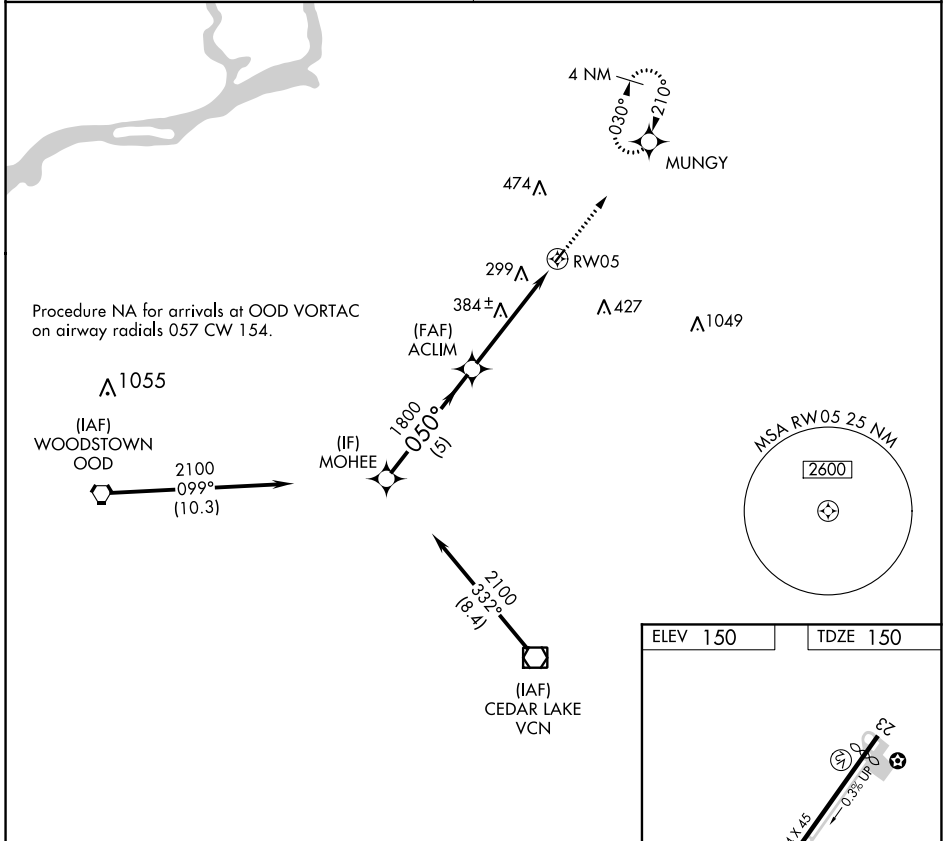 4 NM
030°
210°
MUNGY
474
RW05
299
384±
427
1049
Procedure NA for arrivals at OOD VORTAC
on airway radials 057 CW 154.
(FAF)
ACLIM
1055
(IAF)
WOODSTOWN
OOD
1800
050°
(5)
(IF)
MOHEE
2100
099°
(10.3)
MSA RW05 25 NM
2600
2100
332°
(8.4)
(IAF)
CEDAR LAKE
VCN
ELEV 150
TDZE 150
23
0.3% UP
X 45